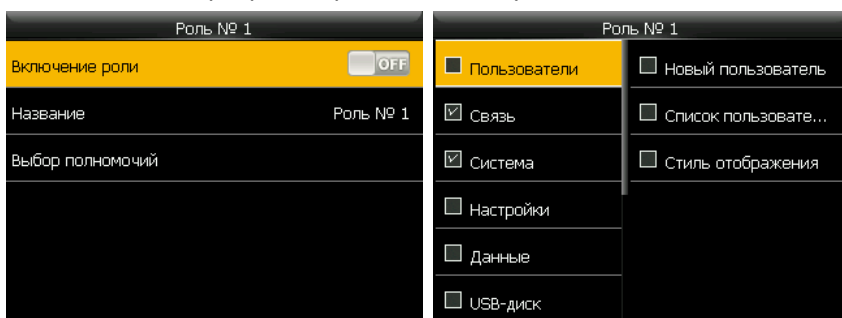 Роль № 1
Включение роли OFF
Название Роль № 1
Выбор полномочий
Роль № 1
Пользователи
Связь
Система
Настройки
Данные
USB-диск
Новый пользователь
Список пользовате...
Стиль отображения